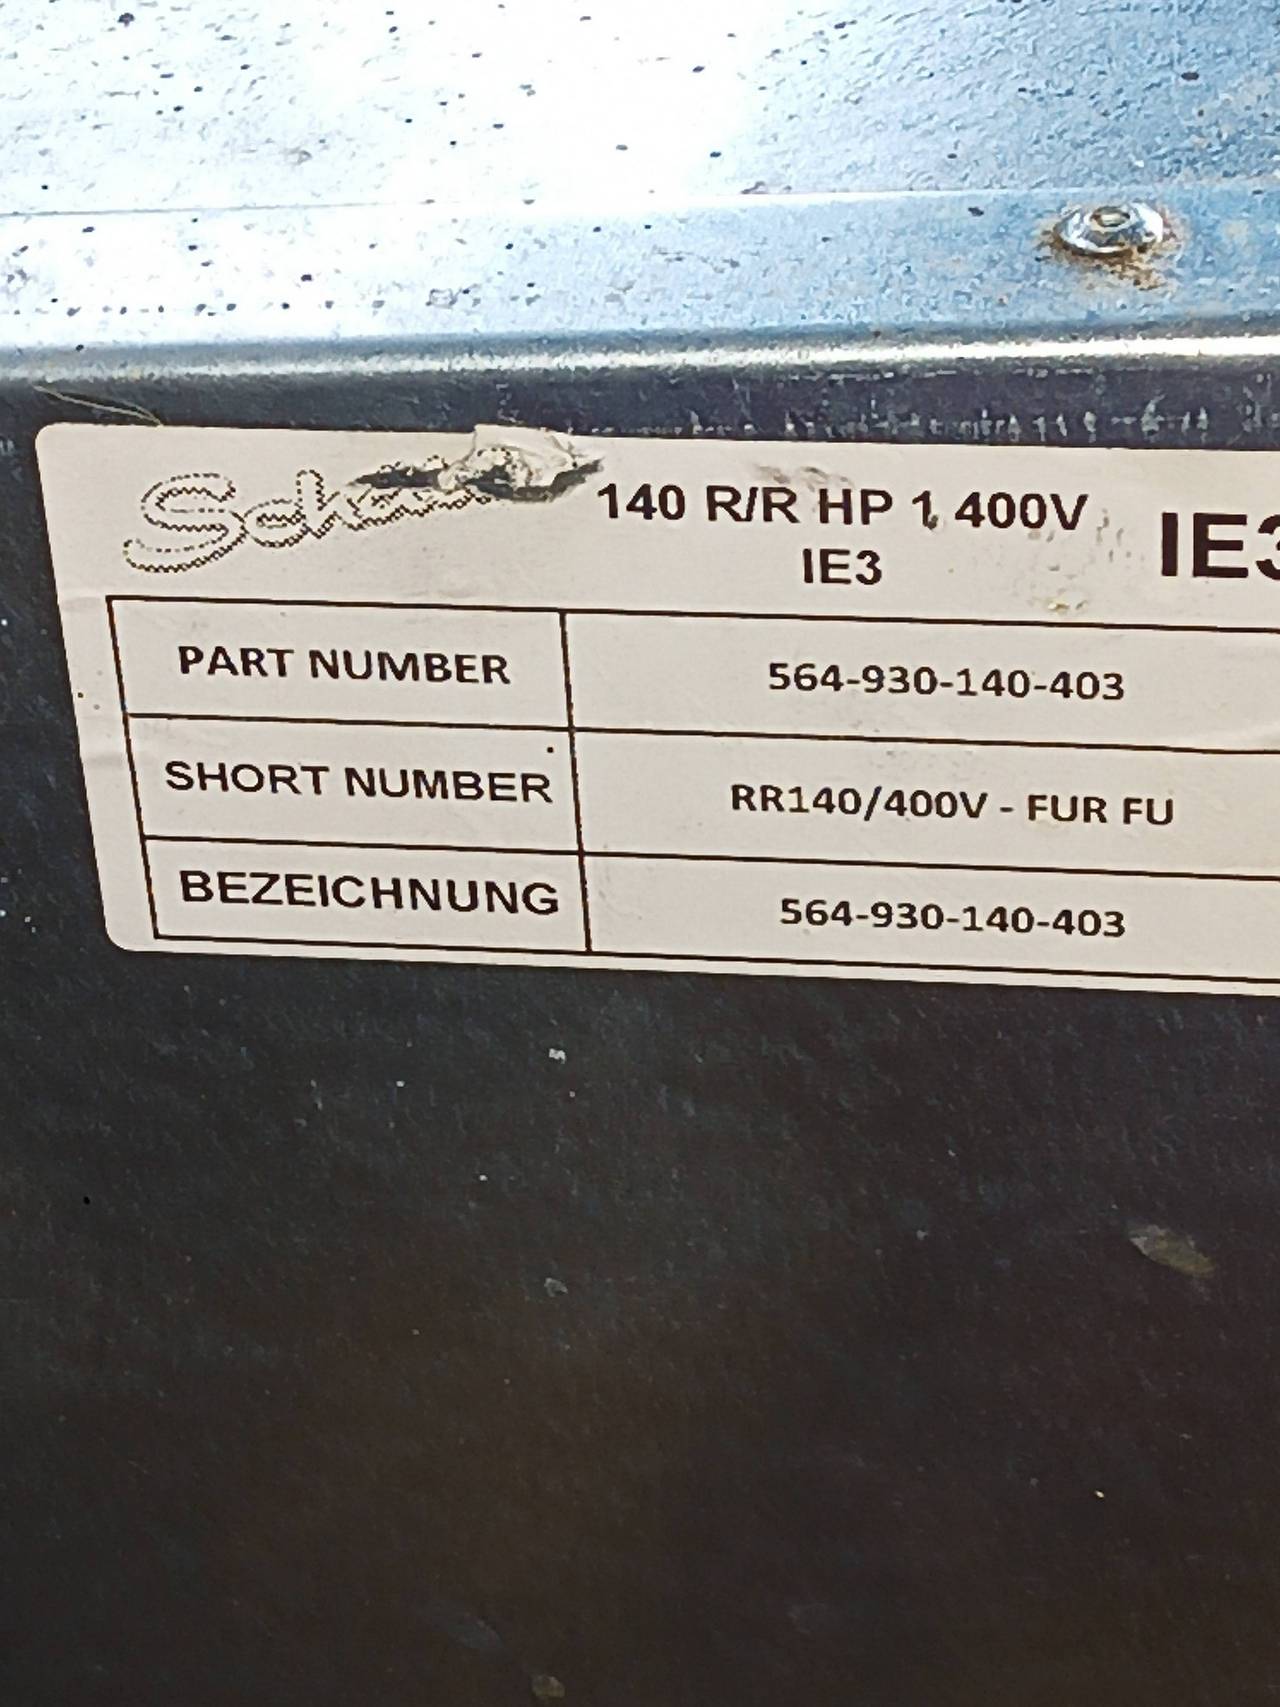 140 R/R HP 1, 400V
IE3
IE3
PART NUMBER 564-930-140-403
SHORT NUMBER RR140/400V - FUR FU
BEZEICHNUNG 564-930-140-403